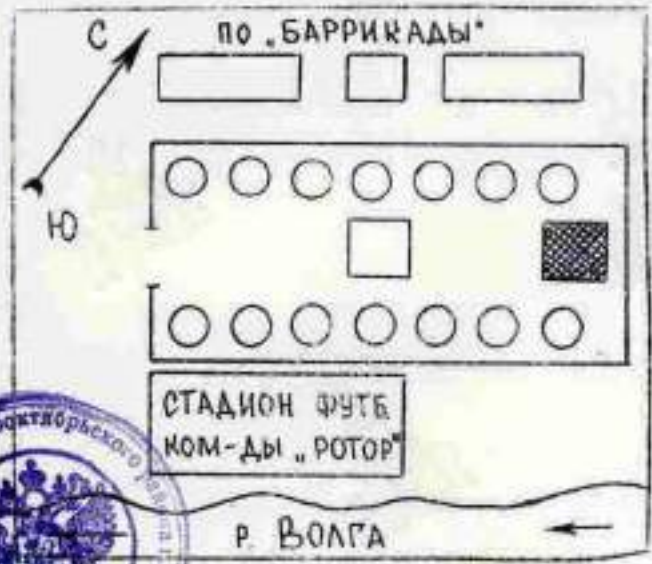 С
ПО „БАРРИКАДЫ"
Ю
СТАДИОН ФУТБ
КОМ-ДЫ „РОТОР"
Р. ВОЛГА